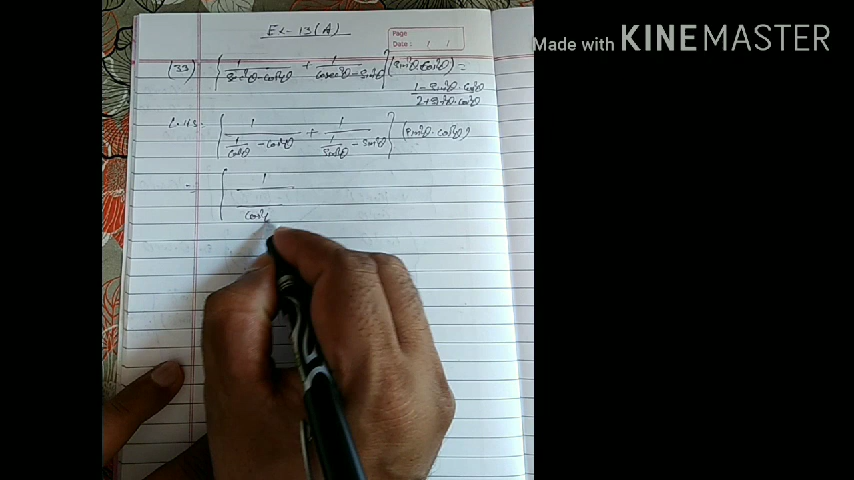 Ex-13(A)
Page
Date: / /
Made with KINEMASTER
(33) { 1/(sec²θ-cos²θ) + 1/(cosec²θ-sin²θ) } (sin²θ·cos²θ) = (1-sin²θ·cos²θ)/(2+sin²θ·cos²θ)
L.H.S. { 1/(1/cos²θ - cos²θ) + 1/(1/sin²θ - sin²θ) } (sin²θ·cos²θ)
= { 1/cos²θ